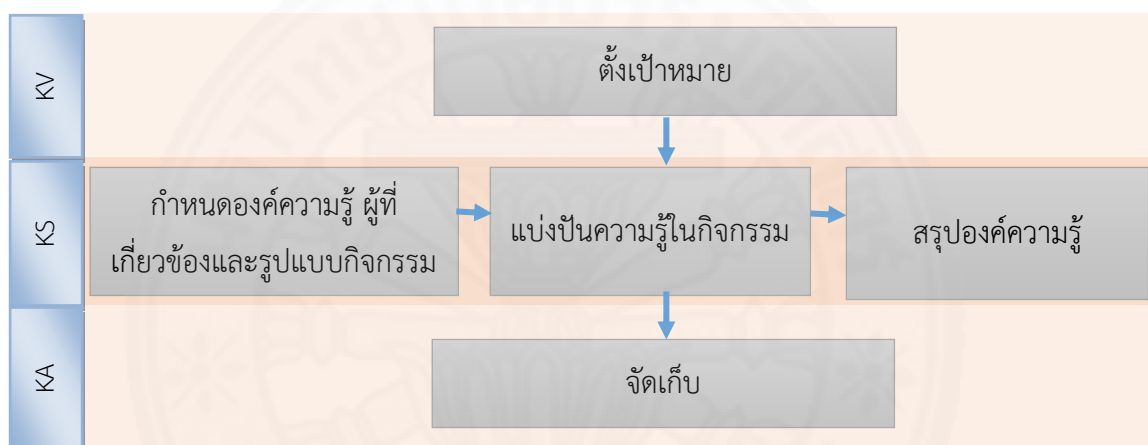 KV
ตั้งเป้าหมาย
KS
กำหนดองค์ความรู้ ผู้ที่
เกี่ยวข้องและรูปแบบกิจกรรม
แบ่งปันความรู้ในกิจกรรม
สรุปองค์ความรู้
KA
จัดเก็บ